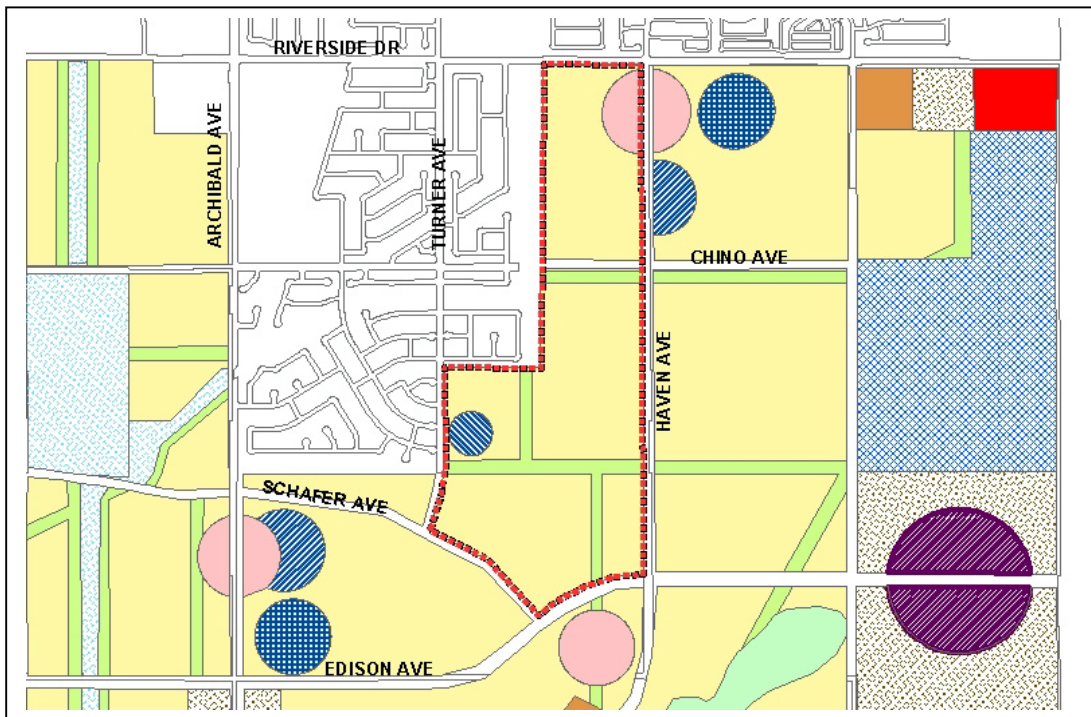 RIVERSIDE DR
ARCHIBALD AVE
TURNER AVE
CHINO AVE
HAVEN AVE
SCHAFER AVE
EDISON AVE